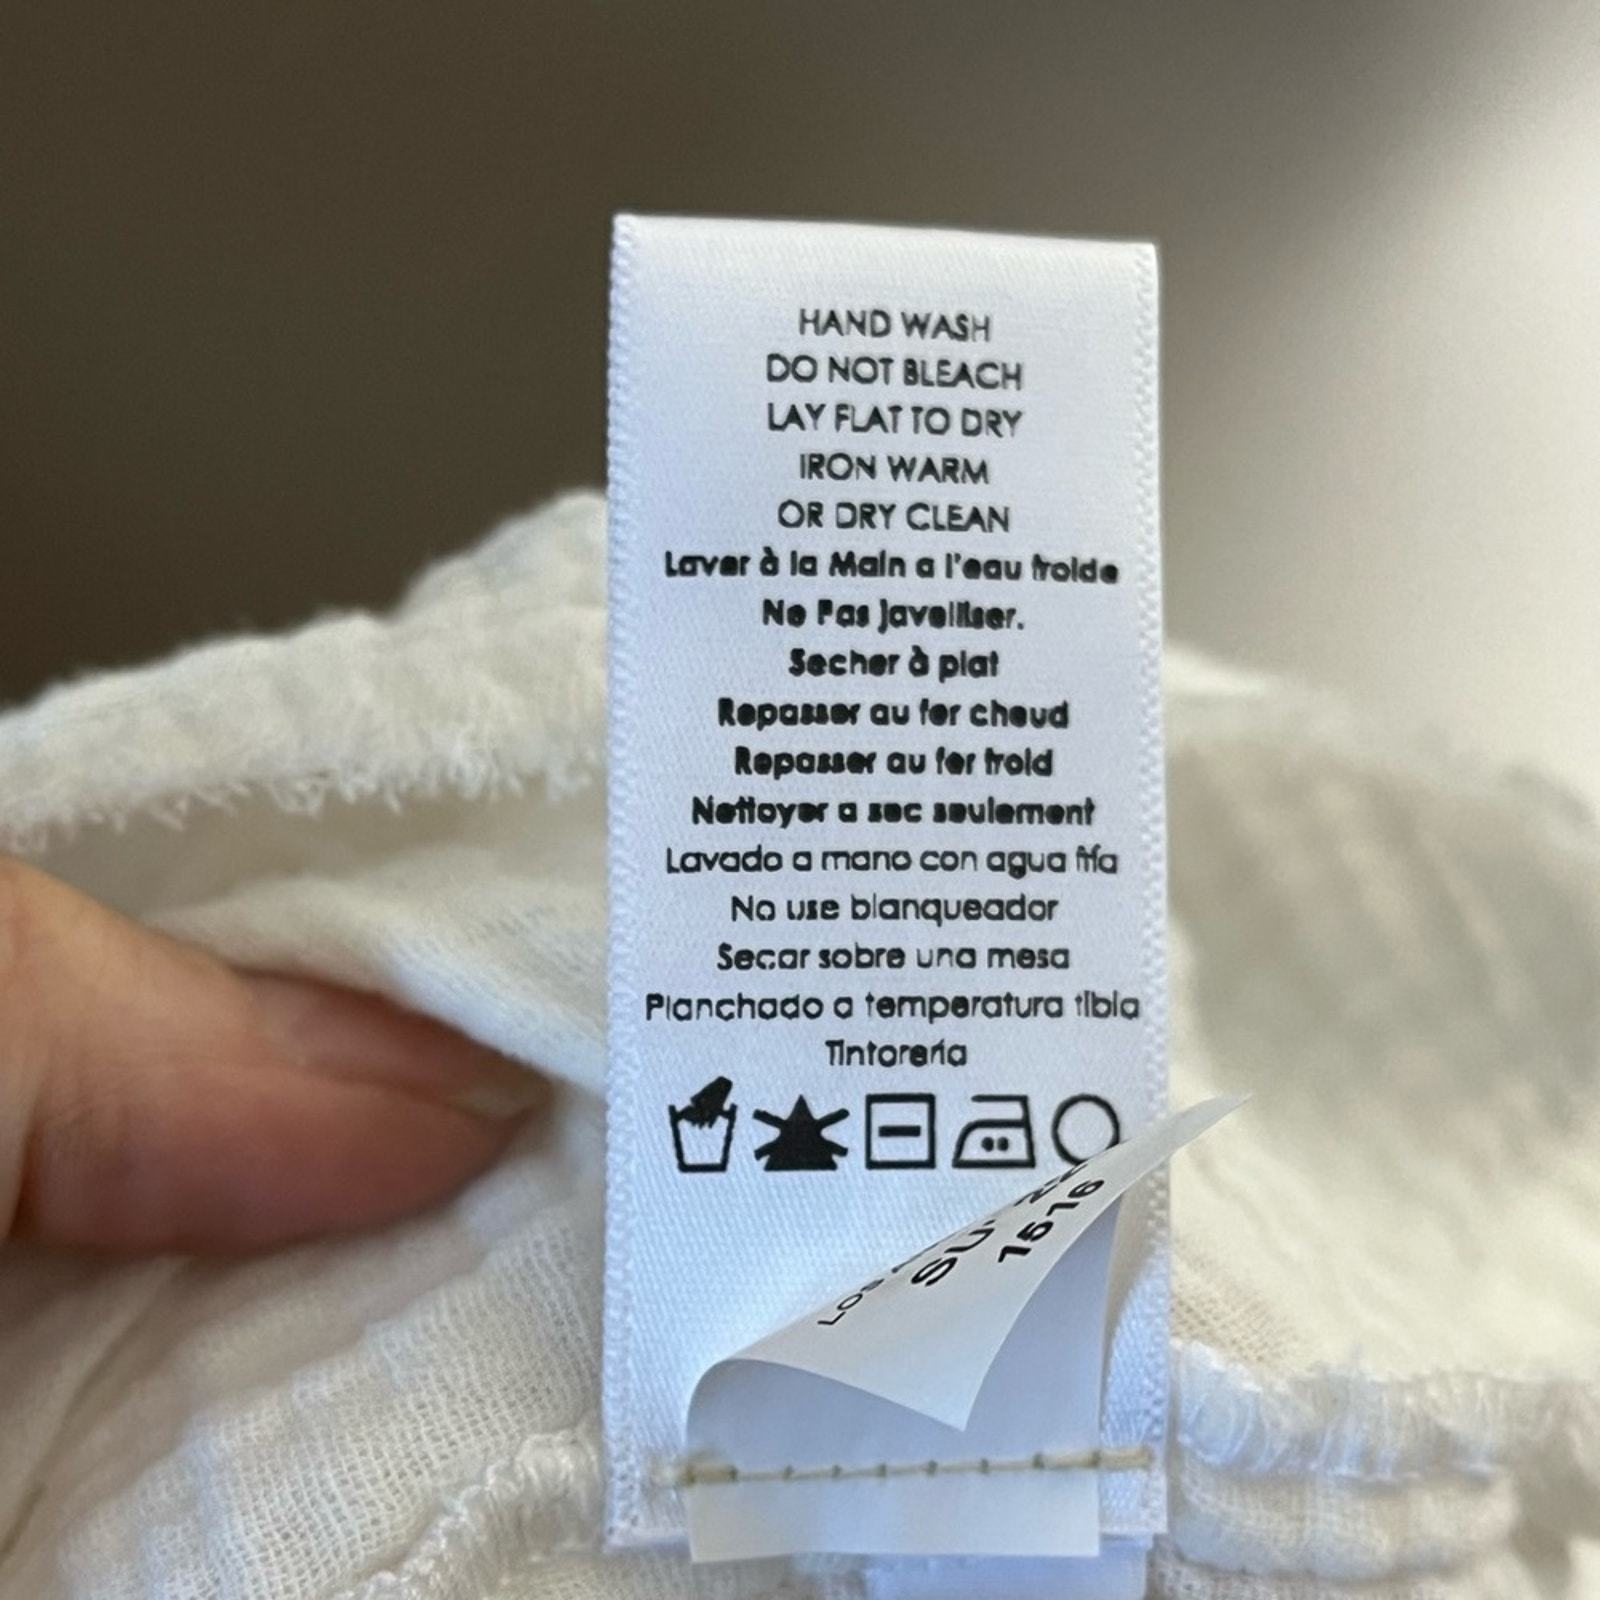 HAND WASH
DO NOT BLEACH
LAY FLAT TO DRY
IRON WARM
OR DRY CLEAN
Laver à la Main a l'eau froide
Ne Pas Javelliser.
Secher à plat
Repasser au fer chaud
Repasser au fer froid
Nettoyer a sec seulement
Lavado a mano con agua fría
No use blanqueador
Secar sobre una mesa
Planchado a temperatura tibia
Tintorería
1516